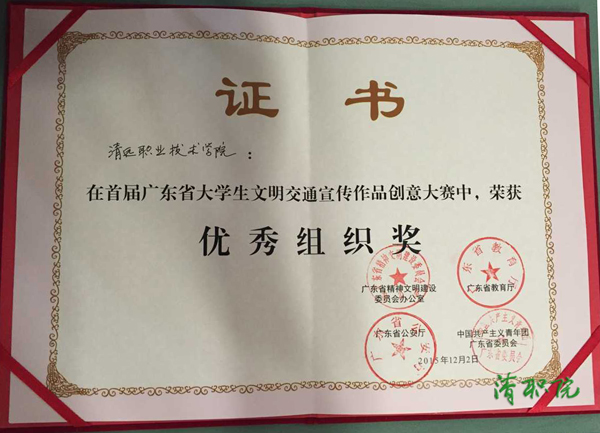 证书
清远职业技术学院：
在首届广东省大学生文明交通宣传作品创意大赛中，荣获
优秀组织奖
广东省精神文明建设
委员会办公室
广东省教育厅
广东省公安厅
中国共产主义青年团
广东省委员会
2015年12月2日
清职院